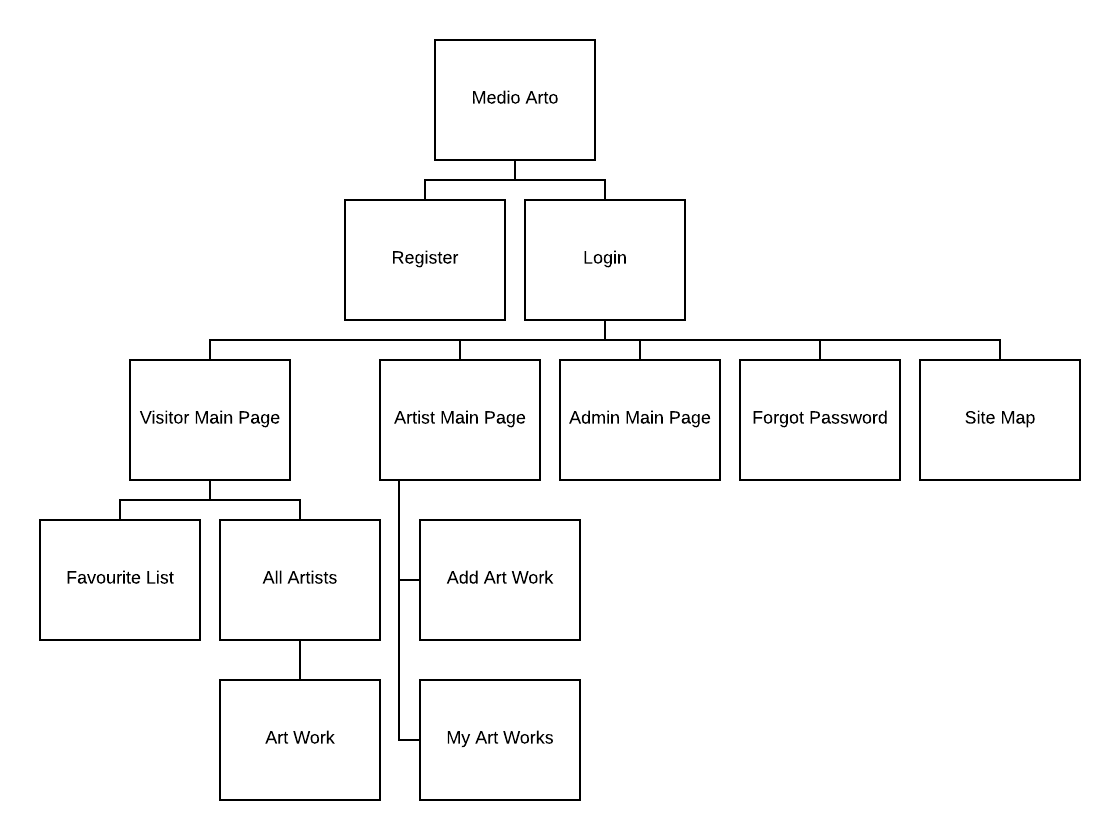 Medio Arto
Register
Login
Visitor Main Page
Artist Main Page
Admin Main Page
Forgot Password
Site Map
Favourite List
All Artists
Add Art Work
Art Work
My Art Works